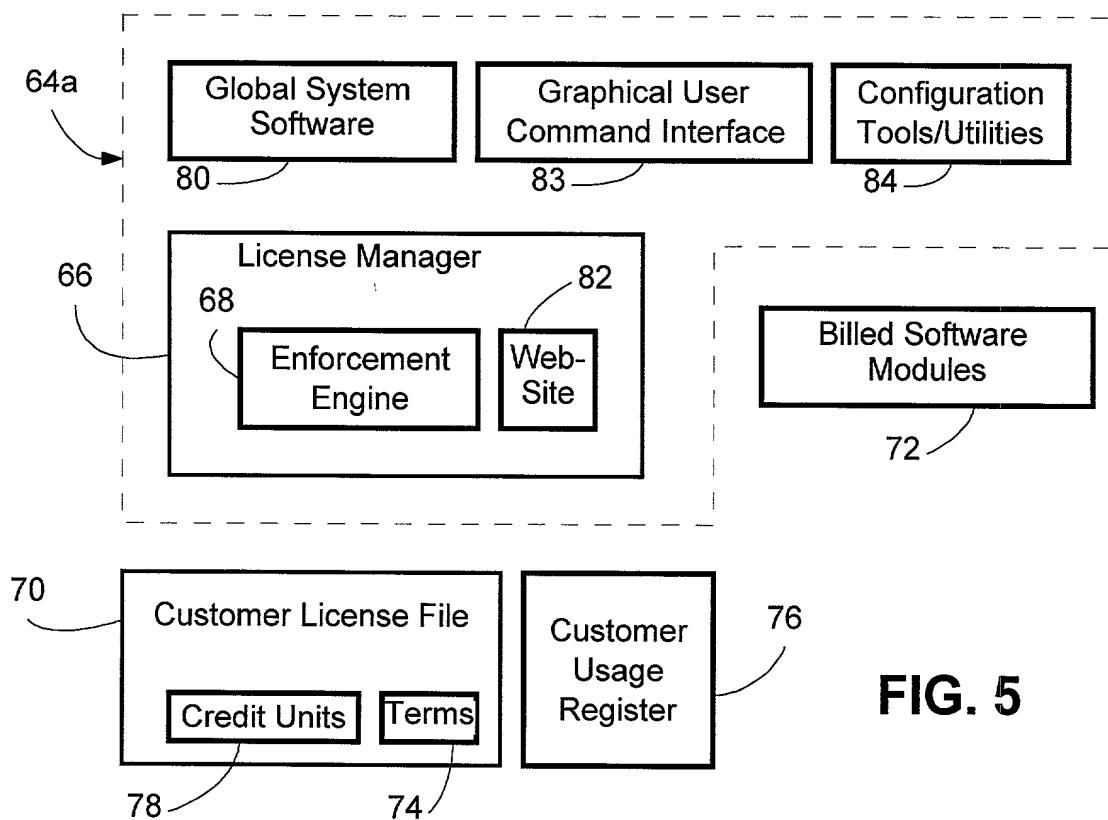 64a
Global System
Software
80
Graphical User
Command Interface
83
Configuration
Tools/Utilities
84
66
License Manager
68
Enforcement
Engine
82
Web-
Site
Billed Software
Modules
72
70
Customer License File
Credit Units
78
Terms
74
Customer
Usage
Register
76
FIG. 5